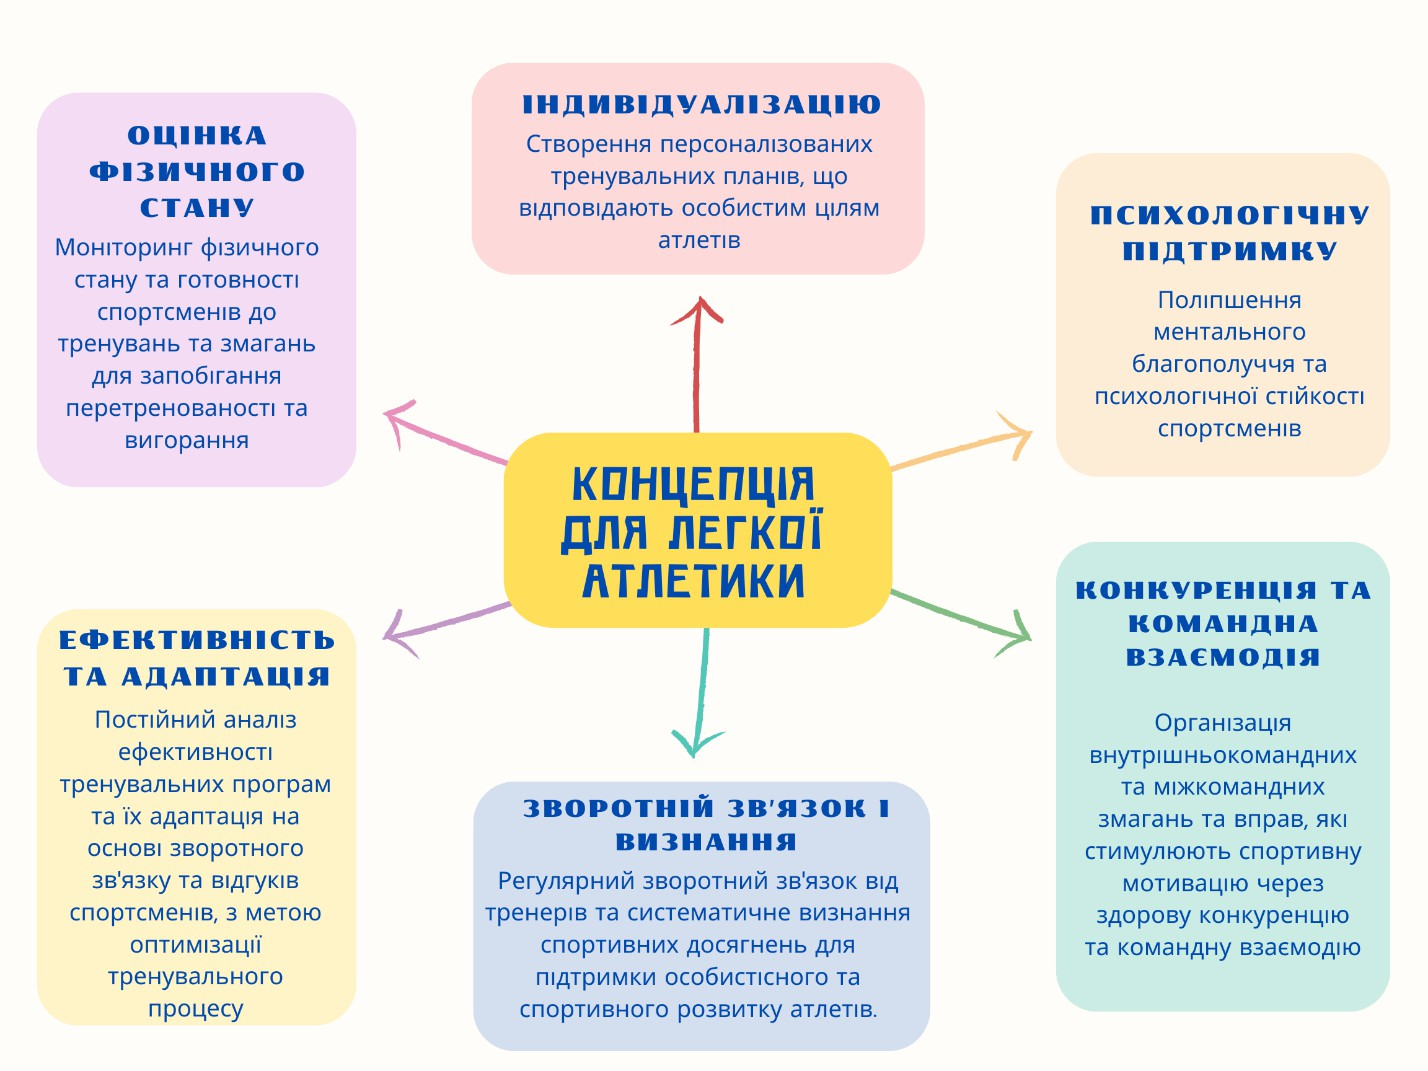 ІНДИВІДУАЛІЗАЦІЮ
Створення персоналізованих
тренувальних планів, що
відповідають особистим цілям
атлетів
ОЦІНКА
ФІЗИЧНОГО
СТАНУ
Моніторинг фізичного
стану та готовності
спортсменів до
тренувань та змагань
для запобігання
перетренованості та
вигорання
ПСИХОЛОГІЧНУ
ПІДТРИМКУ
Поліпшення
ментального
благополуччя та
психологічної стійкості
спортсменів
КОНЦЕПЦІЯ
ДЛЯ ЛЕГКОЇ
АТЛЕТИКИ
ЕФЕКТИВНІСТЬ
ТА АДАПТАЦІЯ
Постійний аналіз
ефективності
тренувальних програм
та їх адаптація на
основі зворотного
зв'язку та відгуків
спортсменів, з метою
оптимізації
тренувального
процесу
КОНКУРЕНЦІЯ ТА
КОМАНДНА
ВЗАЄМОДІЯ
Організація
внутрішньокомандних
та міжкомандних
змагань та вправ, які
стимулюють спортивну
мотивацію через
здорову конкуренцію
та командну взаємодію
ЗВОРОТНІЙ ЗВ'ЯЗОК І
ВИЗНАННЯ
Регулярний зворотний зв'язок від
тренерів та систематичне визнання
спортивних досягнень для
підтримки особистісного та
спортивного розвитку атлетів.